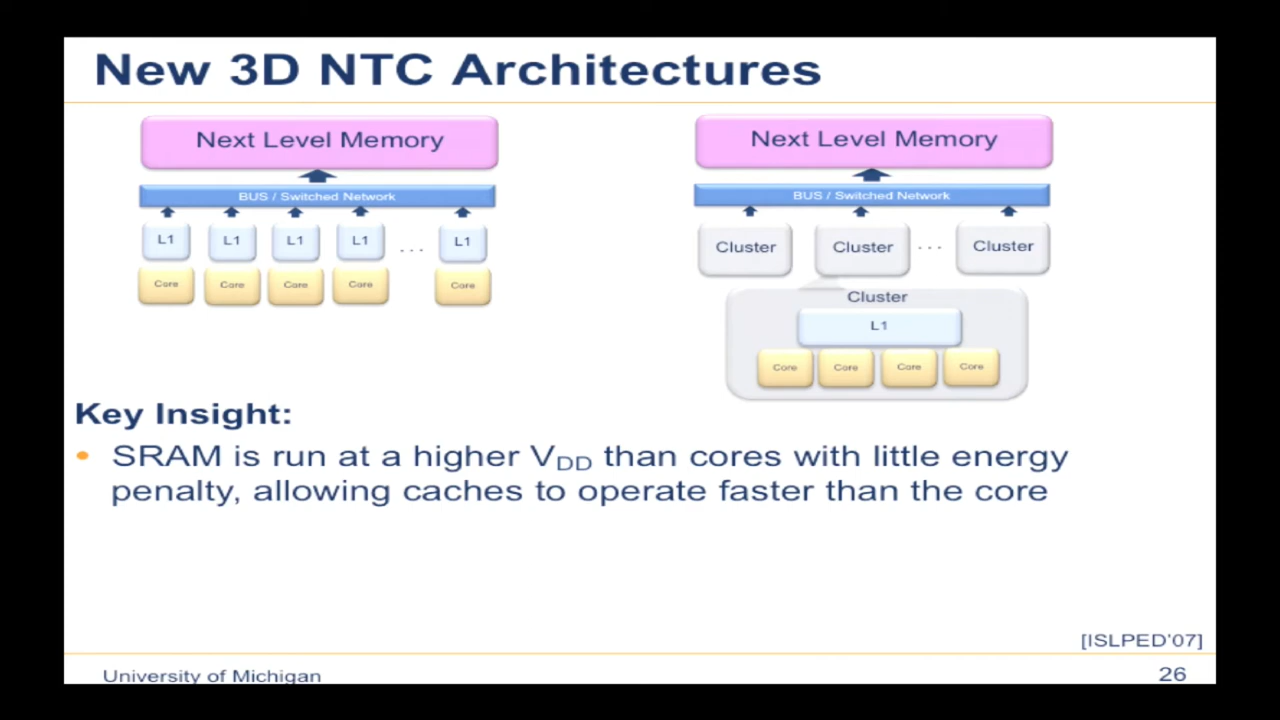 New 3D NTC Architectures
Next Level Memory
BUS / Switched Network
L1 L1 L1 L1 ... L1
Core Core Core Core Core
Next Level Memory
BUS / Switched Network
Cluster Cluster ... Cluster
Cluster
L1
Core Core Core Core
Key Insight:
• SRAM is run at a higher VDD than cores with little energy
penalty, allowing caches to operate faster than the core
[ISLPED'07]
University of Michigan
26